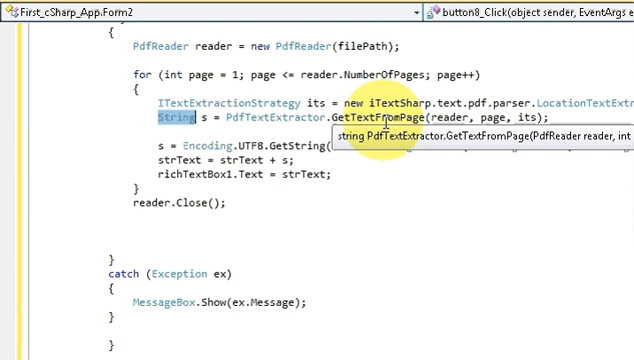 First_cSharp_App.Form2
button8_Click(object sender, EventArgs e
{
PdfReader reader = new PdfReader(filePath);
for (int page = 1; page <= reader.NumberOfPages; page++)
{
ITextExtractionStrategy its = new iTextSharp.text.pdf.parser.LocationTextExtr
String s = PdfTextExtractor.GetTextFromPage(reader, page, its);
string PdfTextExtractor.GetTextFromPage(PdfReader reader, int
s = Encoding.UTF8.GetString(
strText = strText + s;
richTextBox1.Text = strText;
}
reader.Close();
}
catch (Exception ex)
{
MessageBox.Show(ex.Message);
}
}